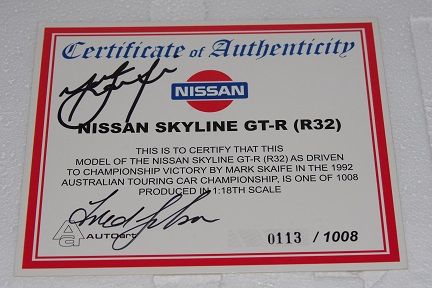 Certificate of Authenticity
NISSAN
NISSAN SKYLINE GT-R (R32)
THIS IS TO CERTIFY THAT THIS
MODEL OF THE NISSAN SKYLINE GT-R (R32) AS DRIVEN
TO CHAMPIONSHIP VICTORY BY MARK SKAIFE IN THE 1992
AUSTRALIAN TOURING CAR CHAMPIONSHIP, IS ONE OF 1008
PRODUCED IN 1:18TH SCALE
AUTOart
0113 / 1008